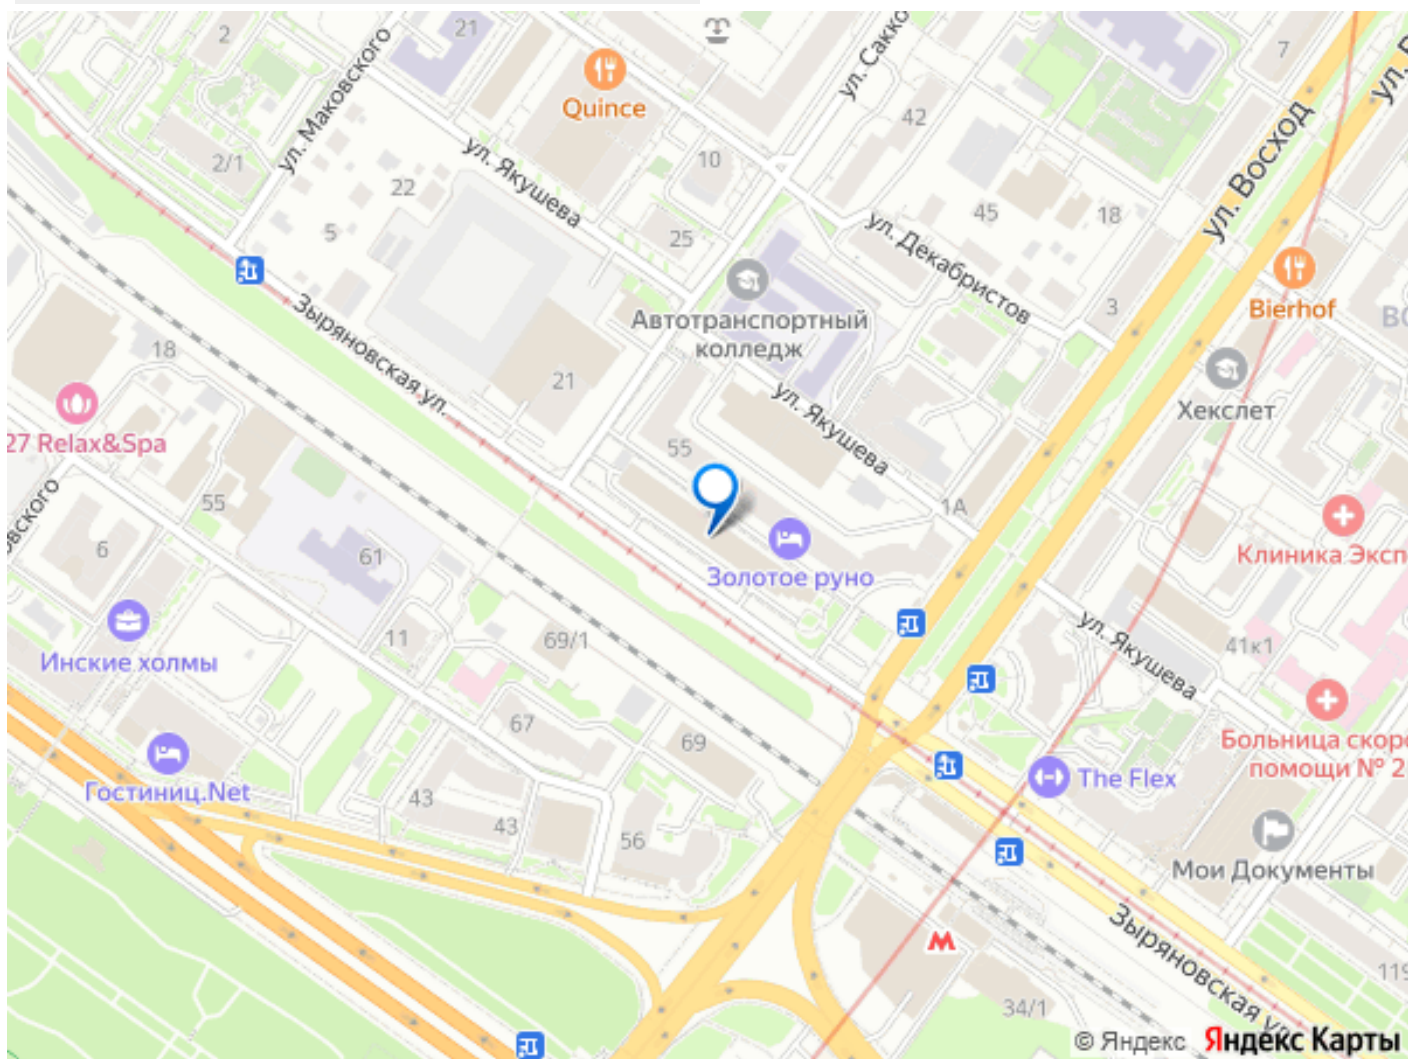 2
21
ул. Маковского
2/1
Quince
ул. Сакко
42
7
ул. Восход
10
ул. Якушева
22
5
25
45
18
ул. Декабристов
3
Bierhof
Автотранспортный
колледж
Зыряновская ул.
18
21
Хекслет
27 Relax&Spa
ул. Якушева
55
55
1А
6
61
Золотое руно
Клиника Эксп
11
69/1
Инские холмы
ул. Якушева
41к1
67
69
Больница скоро
помощи № 2
The Flex
Гостиниц.Net
43
43
56
Мои Документы
М
Зыряновская ул.
119
34/1
© Яндекс Яндекс Карты